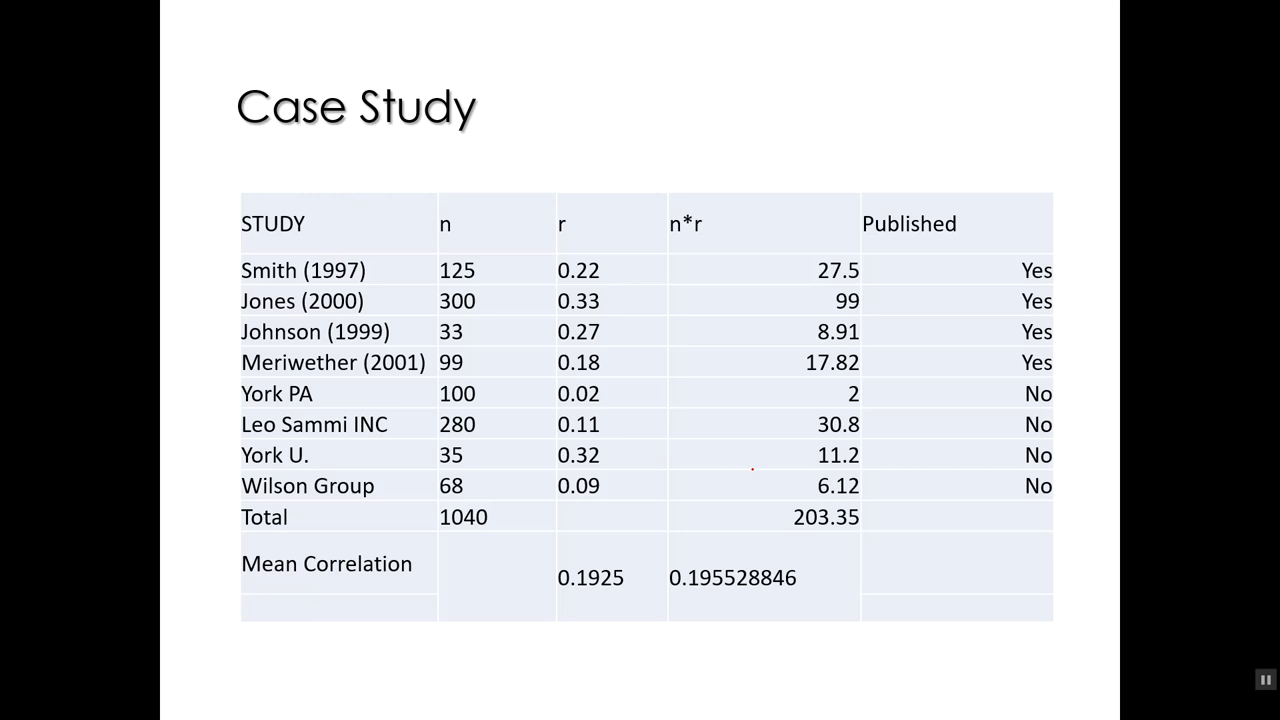 Case Study
STUDY n r n*r Published
Smith (1997) 125 0.22 27.5 Yes
Jones (2000) 300 0.33 99 Yes
Johnson (1999) 33 0.27 8.91 Yes
Meriwether (2001) 99 0.18 17.82 Yes
York PA 100 0.02 2 No
Leo Sammi INC 280 0.11 30.8 No
York U. 35 0.32 11.2 No
Wilson Group 68 0.09 6.12 No
Total 1040 203.35
Mean Correlation 0.1925 0.195528846